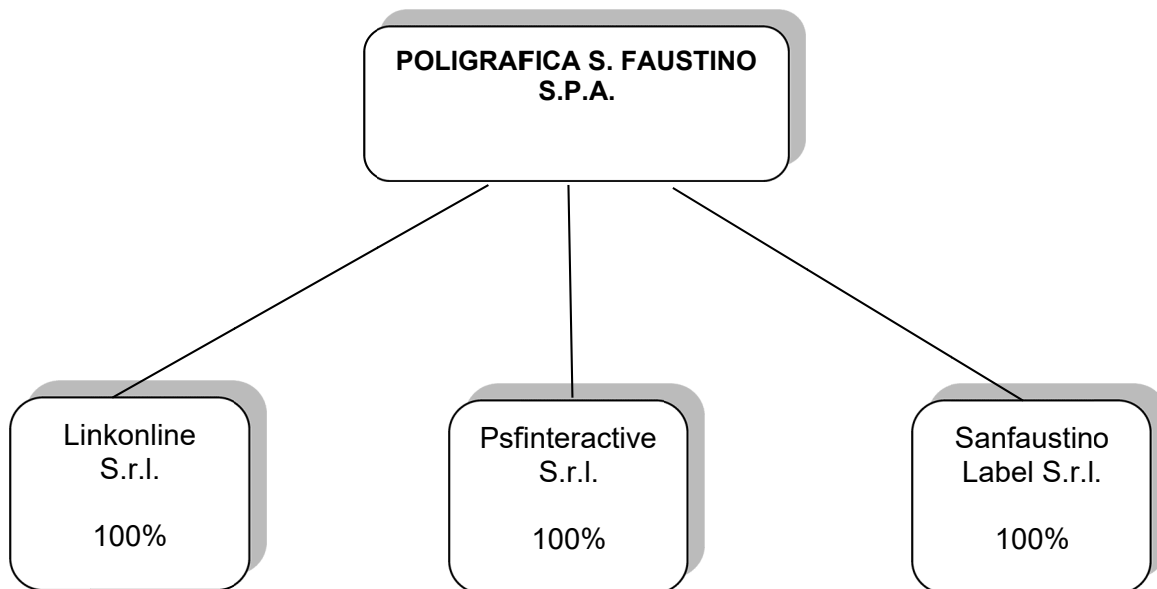 POLIGRAFICA S. FAUSTINO
S.P.A.
Linkonline
S.r.l.
100%
Psfinteractive
S.r.l.
100%
Sanfaustino
Label S.r.l.
100%